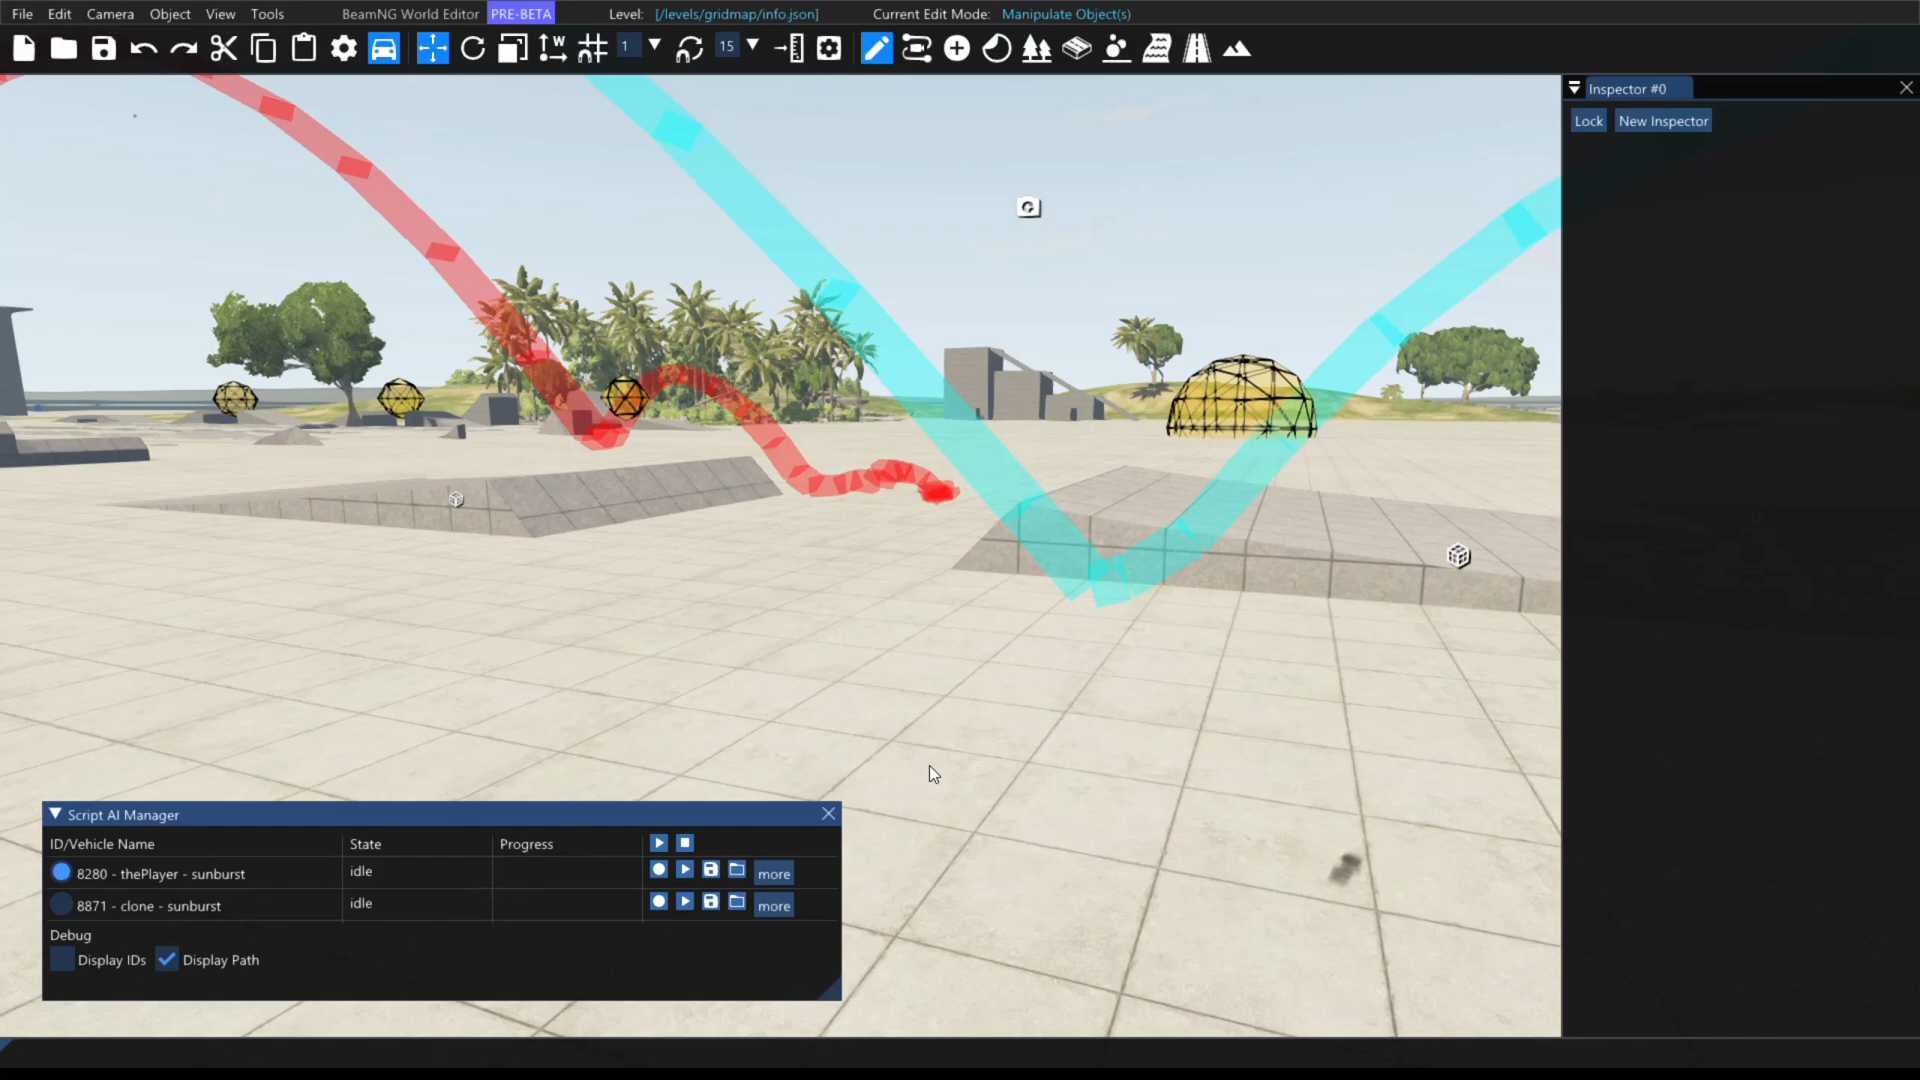 File Edit Camera Object View Tools BeamNG World Editor PRE-BETA Level: [/levels/gridmap/info.json] Current Edit Mode: Manipulate Object(s)
W 1 15
Inspector #0
Lock New Inspector
Script AI Manager
ID/Vehicle Name State Progress
8280 - thePlayer - sunburst idle more
8871 - clone - sunburst idle more
Debug
Display IDs Display Path